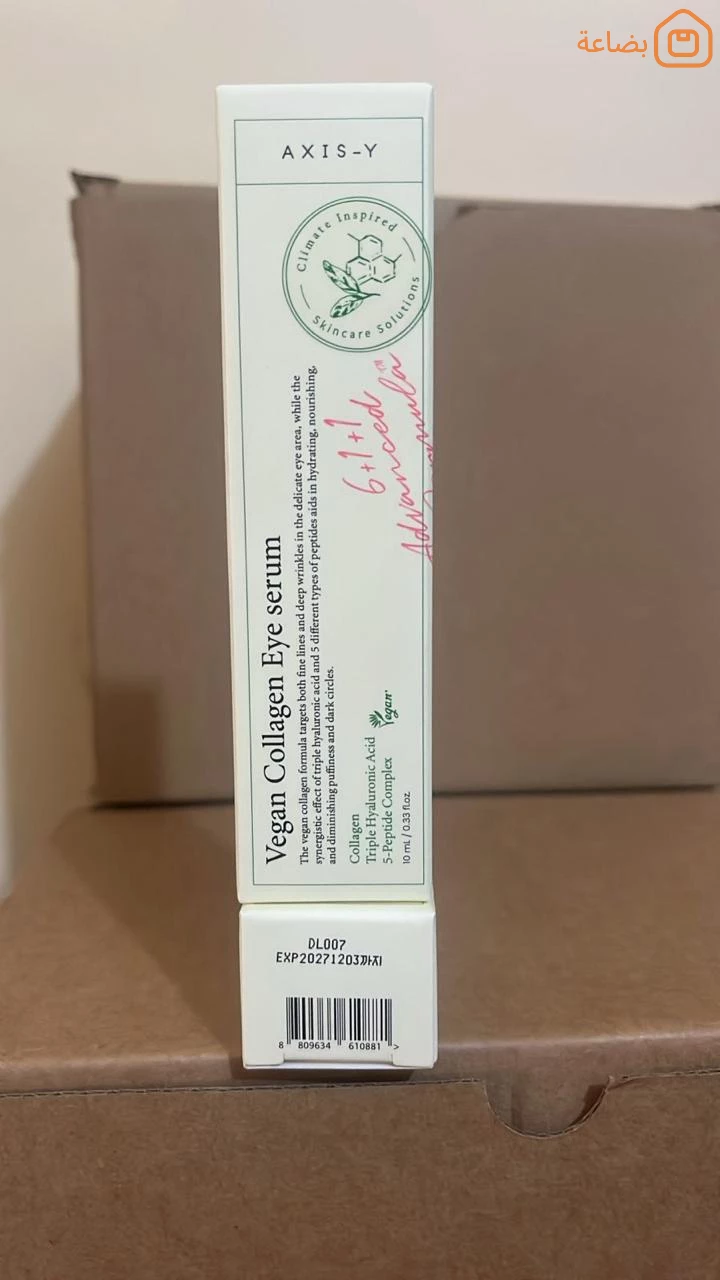 بضاعة
AXIS-Y
Climate Inspired
Skincare Solutions
6+1+1
Advanced
Formula™
Vegan Collagen Eye serum
The vegan collagen formula targets both fine lines and deep wrinkles in the delicate eye area, while the
synergistic effect of triple hyaluronic acid and 5 different types of peptides aids in hydrating, nourishing,
and diminishing puffiness and dark circles.
Collagen
Triple Hyaluronic Acid
5-Peptide Complex
Vegan
10 mL / 0.33 fl.oz.
DL007
EXP20271203까지
8 809634 610881 >